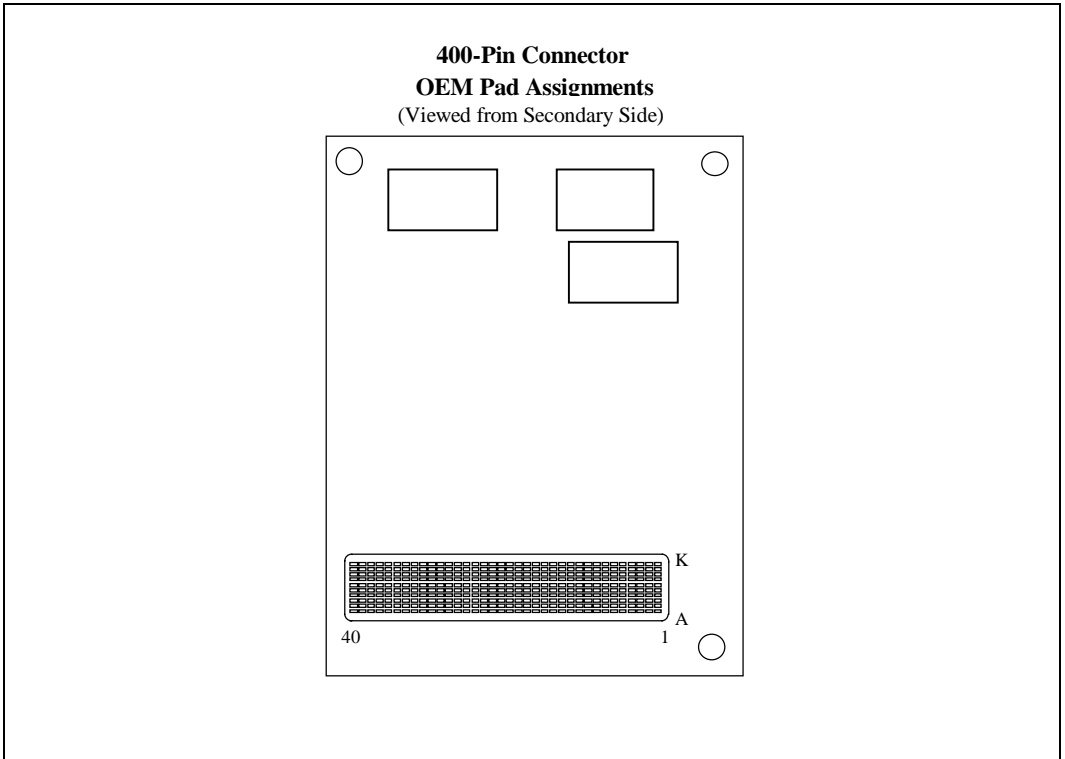 400-Pin Connector
OEM Pad Assignments
(Viewed from Secondary Side)
K
A
40 1